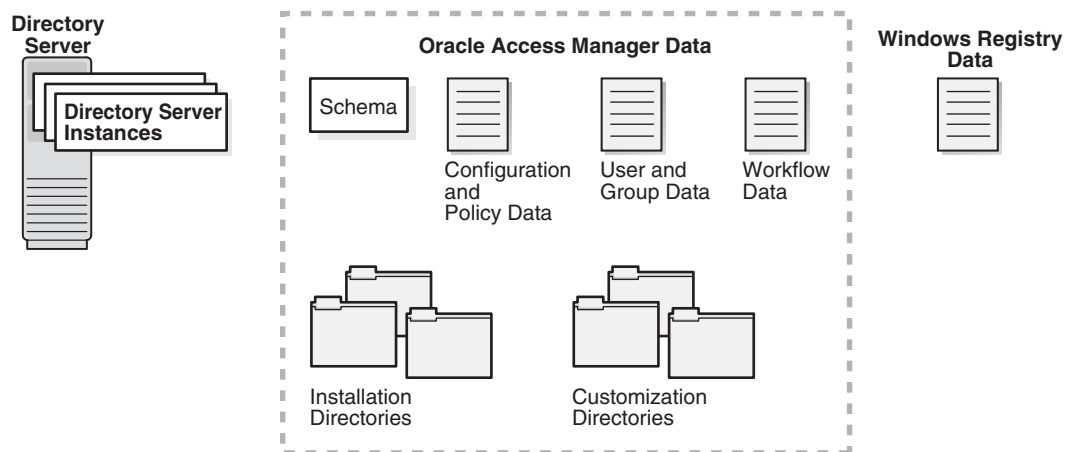 Directory
Server
Directory Server
Instances
Oracle Access Manager Data
Schema
Configuration
and
Policy Data
User and
Group Data
Workflow
Data
Installation
Directories
Customization
Directories
Windows Registry
Data